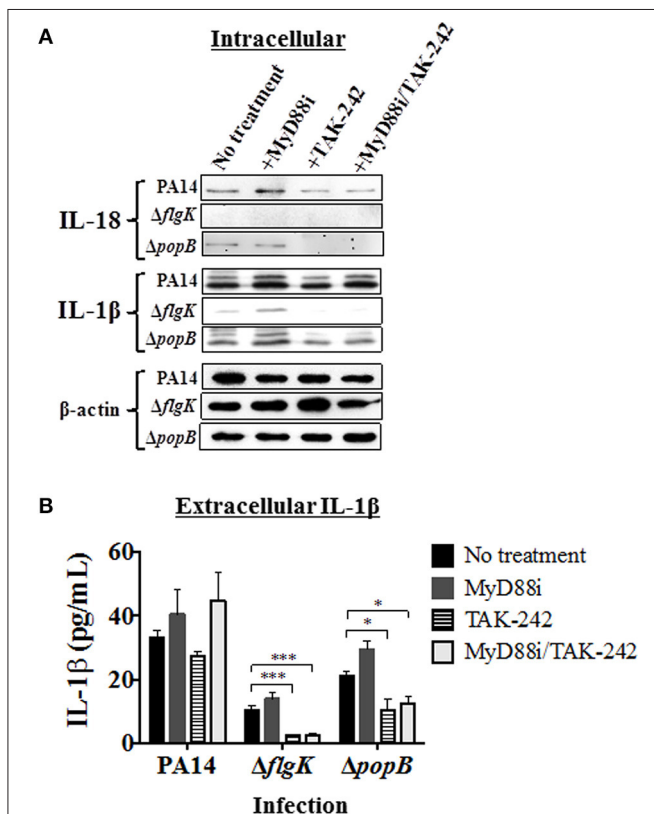 A
Intracellular
No treatment
+MyD88i
+TAK-242
+MyD88i/TAK-242
IL-18
PA14
ΔflgK
ΔpopB
IL-1β
PA14
ΔflgK
ΔpopB
β-actin
PA14
ΔflgK
ΔpopB
B
Extracellular IL-1β
IL-1β (pg/mL)
60
40
20
0
***
***
*
*
No treatment
MyD88i
TAK-242
MyD88i/TAK-242
PA14 ΔflgK ΔpopB
Infection